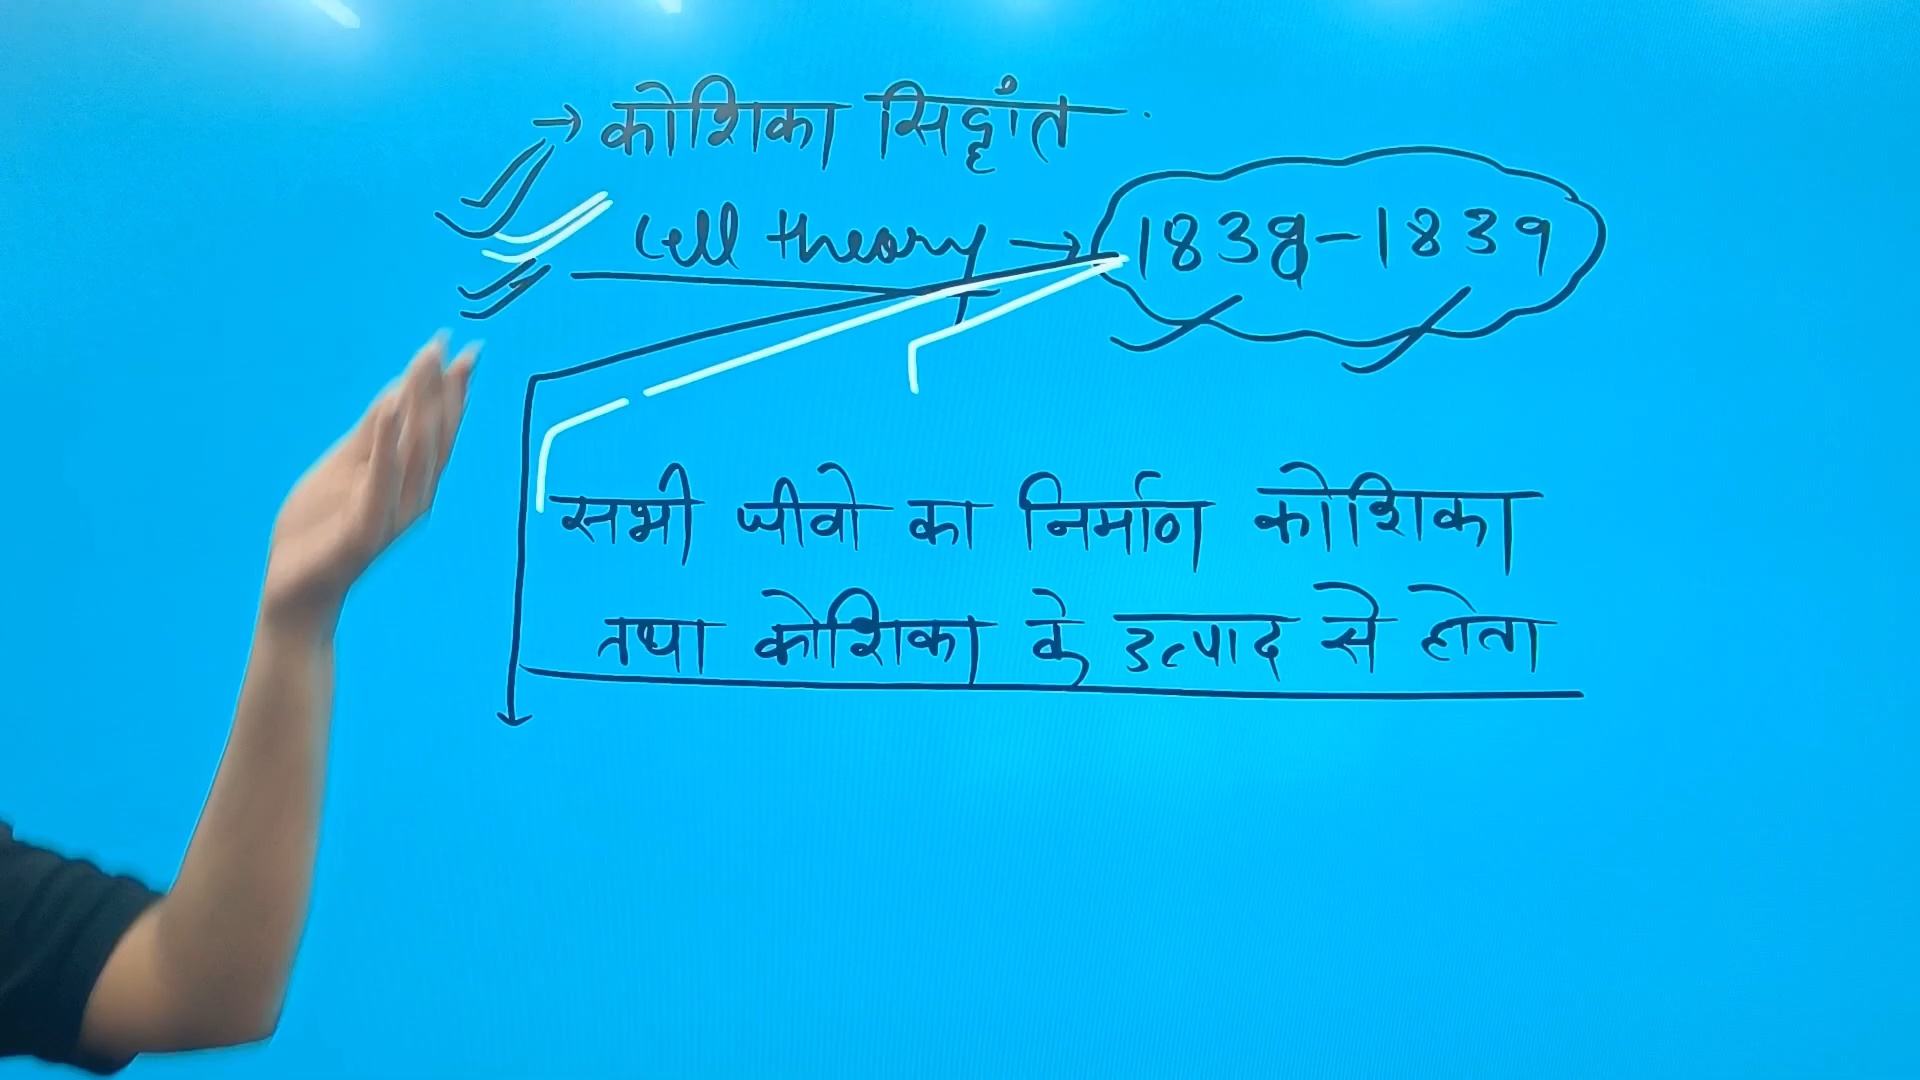 → कोशिका सिद्धांत
Cell theory → 1838-1839
सभी जीवो का निर्माण कोशिका
तथा कोशिका के उत्पाद से होता